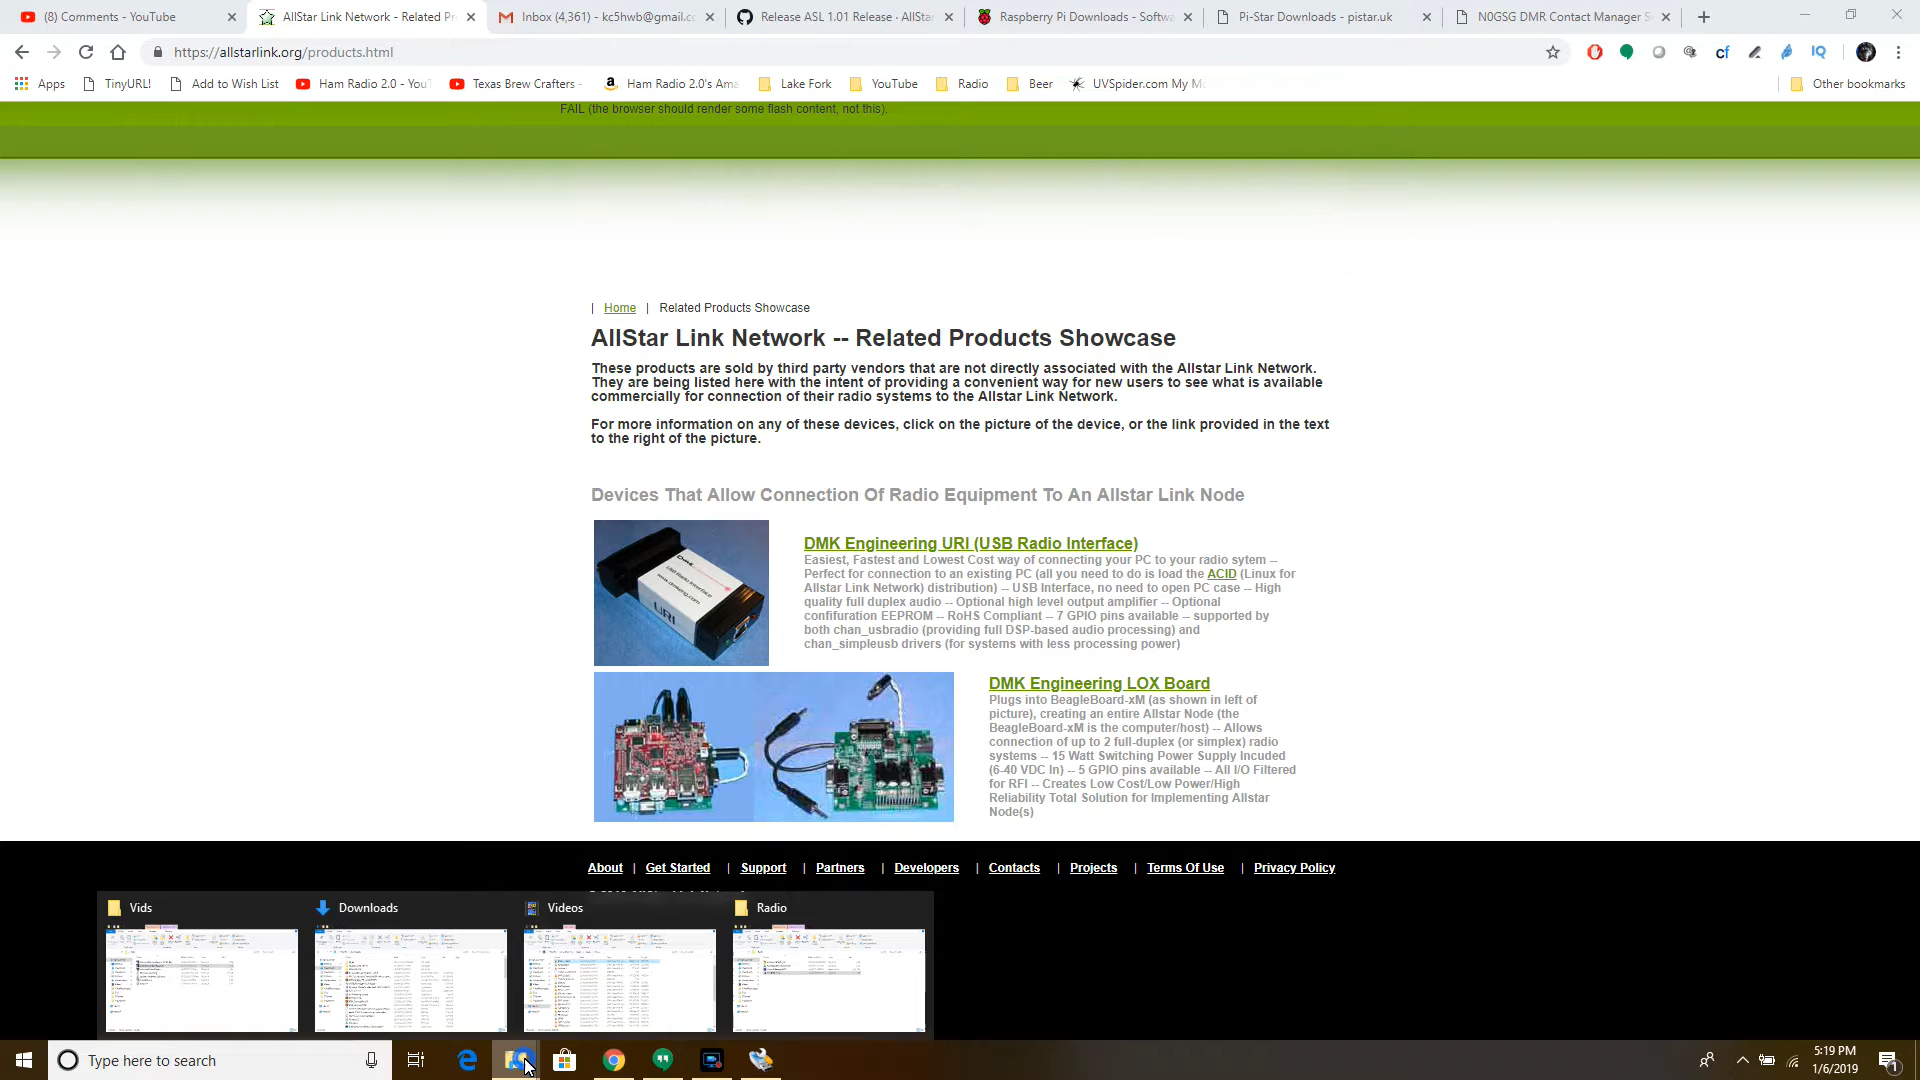 (8) Comments - YouTube
AllStar Link Network - Related Pr
Inbox (4,361) - kc5hwb@gmail.cc
Release ASL 1.01 Release · AllStar
Raspberry Pi Downloads - Softwa
Pi-Star Downloads - pistar.uk
N0GSG DMR Contact Manager S
https://allstarlink.org/products.html
Apps
TinyURL!
Add to Wish List
Ham Radio 2.0 - YouT
Texas Brew Crafters -
Ham Radio 2.0's Ama
Lake Fork
YouTube
Radio
Beer
UVSpider.com My M
Other bookmarks
FAIL (the browser should render some flash content, not this).
| Home | Related Products Showcase
AllStar Link Network -- Related Products Showcase
These products are sold by third party vendors that are not directly associated with the Allstar Link Network.
They are being listed here with the intent of providing a convenient way for new users to see what is available
commercially for connection of their radio systems to the Allstar Link Network.
For more information on any of these devices, click on the picture of the device, or the link provided in the text
to the right of the picture.
Devices That Allow Connection Of Radio Equipment To An Allstar Link Node
DMK Engineering URI (USB Radio Interface)
Easiest, Fastest and Lowest Cost way of connecting your PC to your radio sytem --
Perfect for connection to an existing PC (all you need to do is load the ACID (Linux for
Allstar Link Network) distribution) -- USB Interface, no need to open PC case -- High
quality full duplex audio -- Optional high level output amplifier -- Optional
confifuration EEPROM -- RoHS Compliant -- 7 GPIO pins available -- supported by
both chan_usbradio (providing full DSP-based audio processing) and
chan_simpleusb drivers (for systems with less processing power)
URI
DMK Engineering LOX Board
Plugs into BeagleBoard-xM (as shown in left of
picture), creating an entire Allstar Node (the
BeagleBoard-xM is the computer/host) -- Allows
connection of up to 2 full-duplex (or simplex) radio
systems -- 15 Watt Switching Power Supply Incuded
(6-40 VDC In) -- 5 GPIO pins available -- All I/O Filtered
for RFI -- Creates Low Cost/Low Power/High
Reliability Total Solution for Implementing Allstar
Node(s)
About | Get Started | Support | Partners | Developers | Contacts | Projects | Terms Of Use | Privacy Policy
Vids
Downloads
Videos
Radio
Type here to search
5:19 PM
1/6/2019